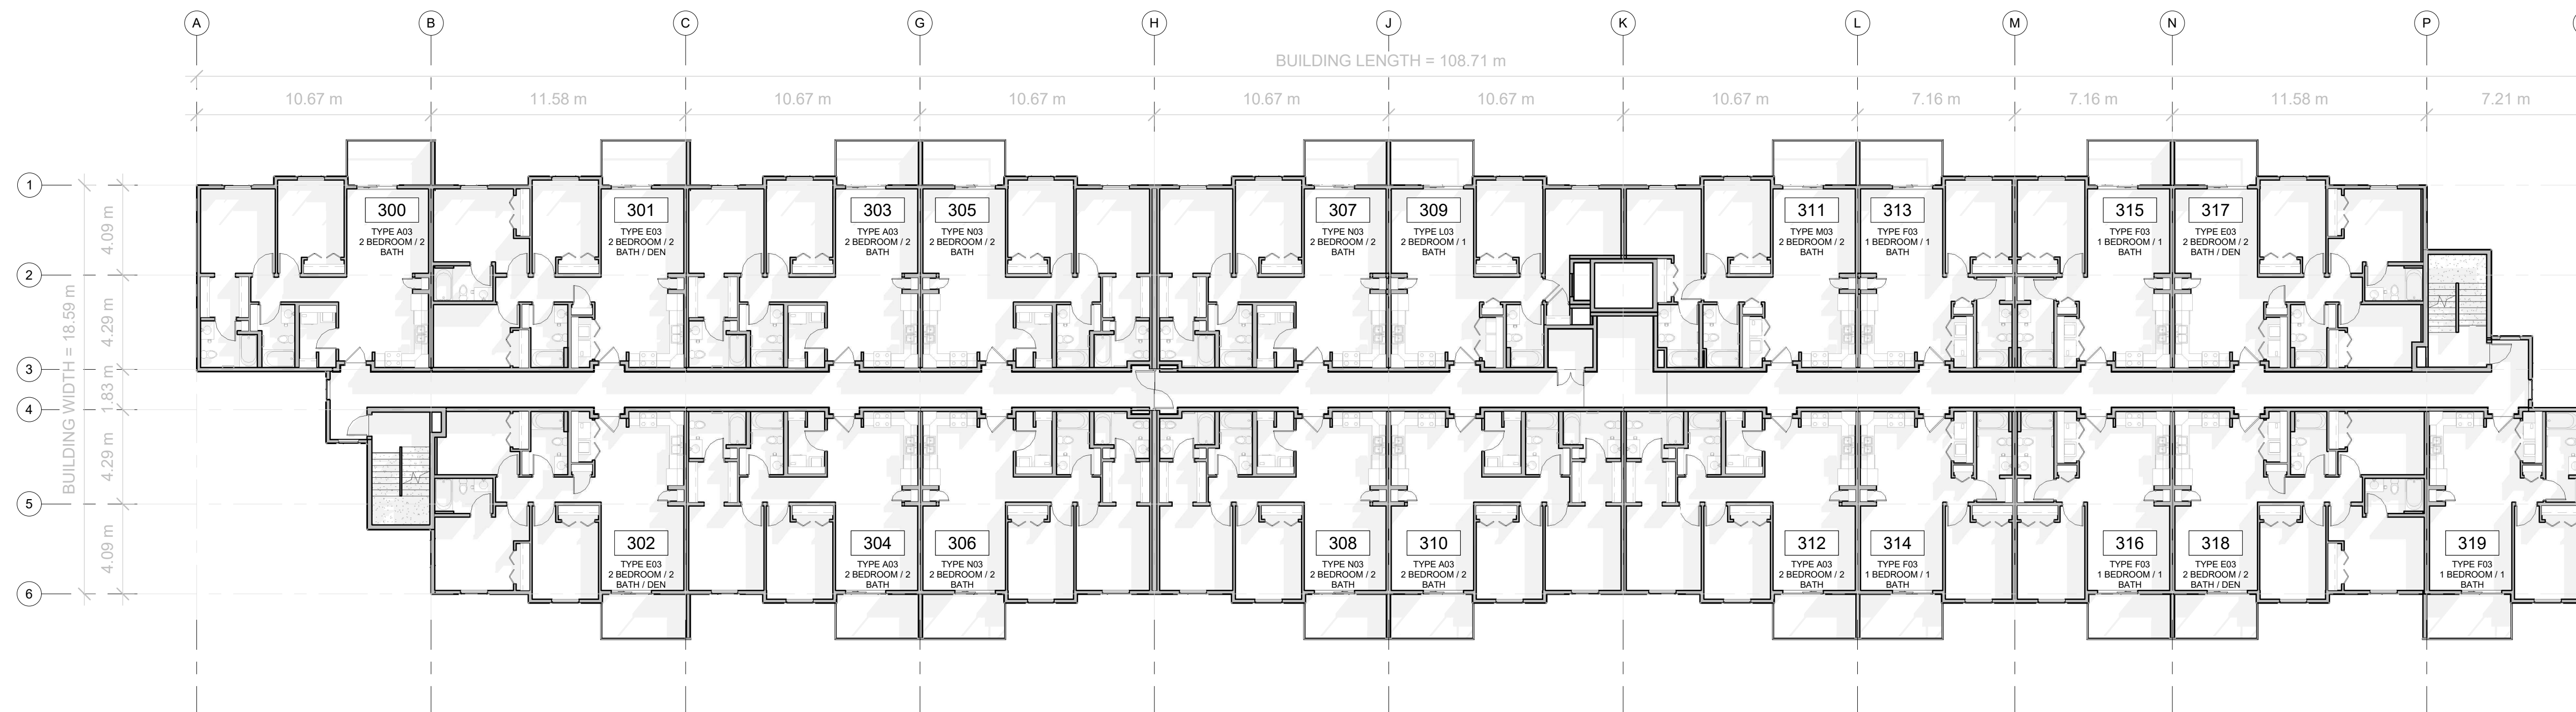 A B C G H J K L M N P
BUILDING LENGTH = 108.71 m
10.67 m 11.58 m 10.67 m 10.67 m 10.67 m 10.67 m 10.67 m 7.16 m 7.16 m 11.58 m 7.21 m
1
2
3
4
5
6
BUILDING WIDTH = 18.59 m
4.09 m
4.29 m
1.83 m
4.29 m
4.09 m
300
TYPE A03
2 BEDROOM / 2
BATH
301
TYPE E03
2 BEDROOM / 2
BATH / DEN
303
TYPE A03
2 BEDROOM / 2
BATH
305
TYPE N03
2 BEDROOM / 2
BATH
307
TYPE N03
2 BEDROOM / 2
BATH
309
TYPE L03
2 BEDROOM / 1
BATH
311
TYPE M03
2 BEDROOM / 2
BATH
313
TYPE F03
1 BEDROOM / 1
BATH
315
TYPE F03
1 BEDROOM / 1
BATH
317
TYPE E03
2 BEDROOM / 2
BATH / DEN
302
TYPE E03
2 BEDROOM / 2
BATH / DEN
304
TYPE A03
2 BEDROOM / 2
BATH
306
TYPE N03
2 BEDROOM / 2
BATH
308
TYPE N03
2 BEDROOM / 2
BATH
310
TYPE A03
2 BEDROOM / 2
BATH
312
TYPE A03
2 BEDROOM / 2
BATH
314
TYPE F03
1 BEDROOM / 1
BATH
316
TYPE F03
1 BEDROOM / 1
BATH
318
TYPE E03
2 BEDROOM / 2
BATH / DEN
319
TYPE F03
1 BEDROOM / 1
BATH